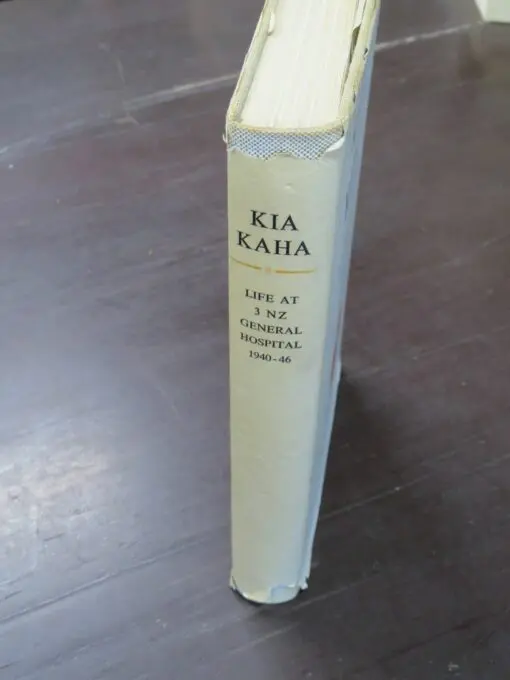 KIA
KAHA
LIFE AT
3 NZ
GENERAL
HOSPITAL
1940-46